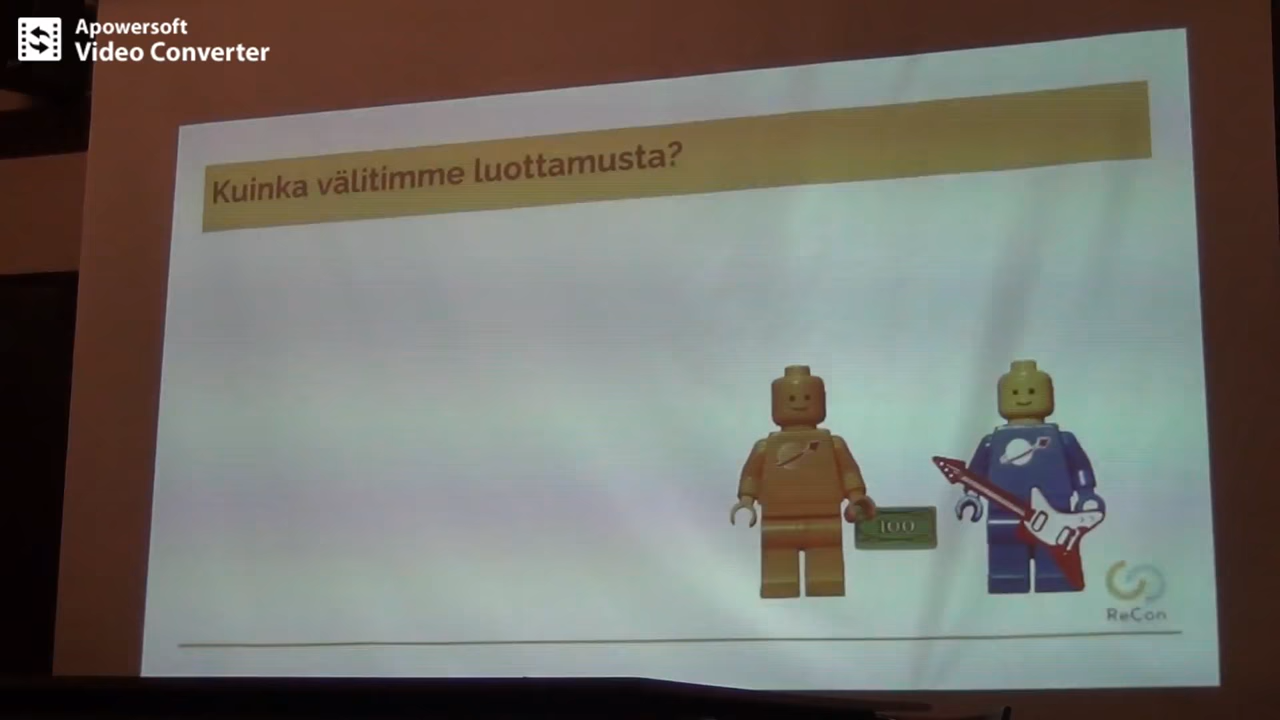 Apowersoft
Video Converter
Kuinka välitimme luottamusta?
100
ReCon